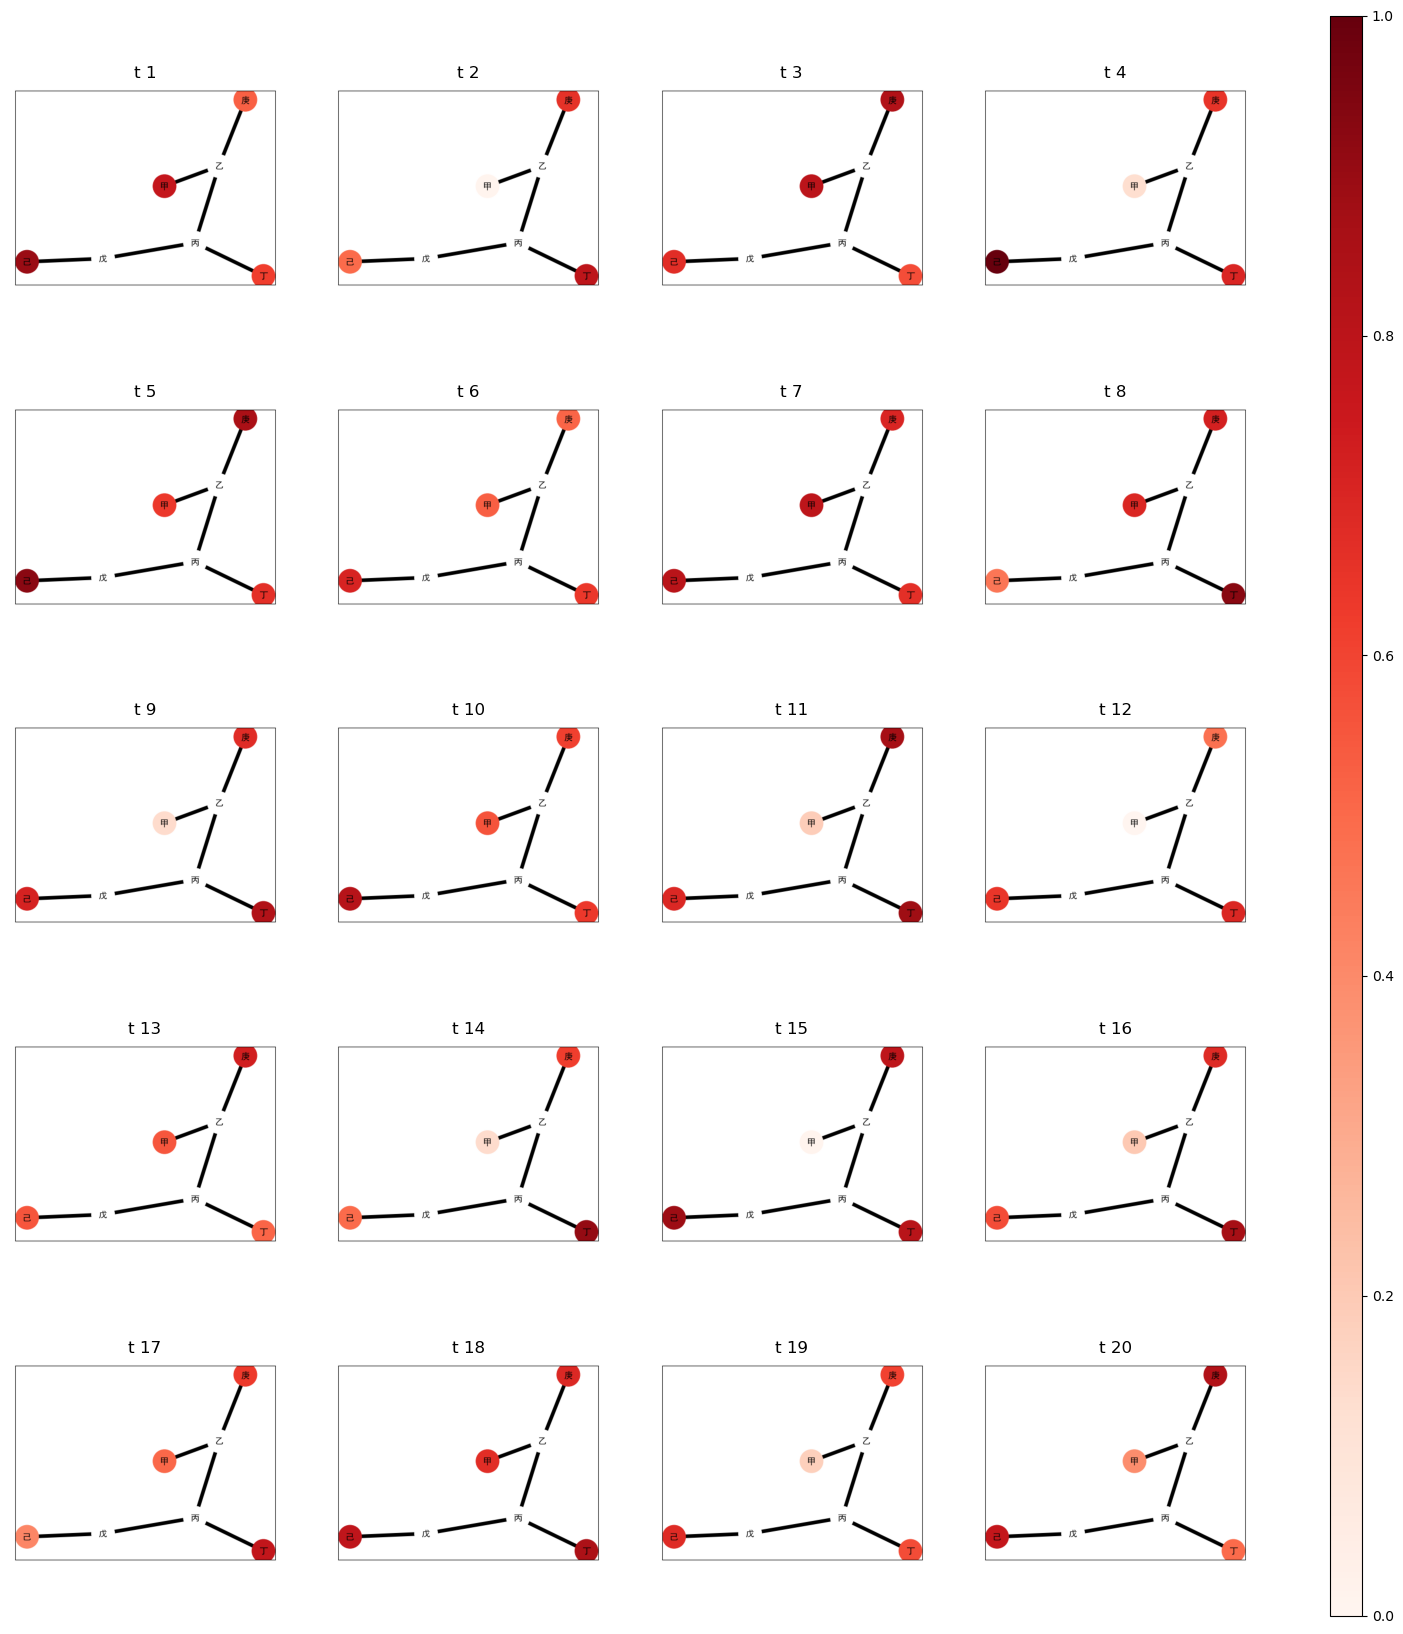 t 1
庚
乙
甲
丙
戊
己
丁
t 2
庚
乙
甲
丙
戊
己
丁
t 3
庚
乙
甲
丙
戊
己
丁
t 4
庚
乙
甲
丙
戊
己
丁
t 5
庚
乙
甲
丙
戊
己
丁
t 6
庚
乙
甲
丙
戊
己
丁
t 7
庚
乙
甲
丙
戊
己
丁
t 8
庚
乙
甲
丙
戊
己
丁
t 9
庚
乙
甲
丙
戊
己
丁
t 10
庚
乙
甲
丙
戊
己
丁
t 11
庚
乙
甲
丙
戊
己
丁
t 12
庚
乙
甲
丙
戊
己
丁
t 13
庚
乙
甲
丙
戊
己
丁
t 14
庚
乙
甲
丙
戊
己
丁
t 15
庚
乙
甲
丙
戊
己
丁
t 16
庚
乙
甲
丙
戊
己
丁
t 17
庚
乙
甲
丙
戊
己
丁
t 18
庚
乙
甲
丙
戊
己
丁
t 19
庚
乙
甲
丙
戊
己
丁
t 20
庚
乙
甲
丙
戊
己
丁
1.0
0.8
0.6
0.4
0.2
0.0